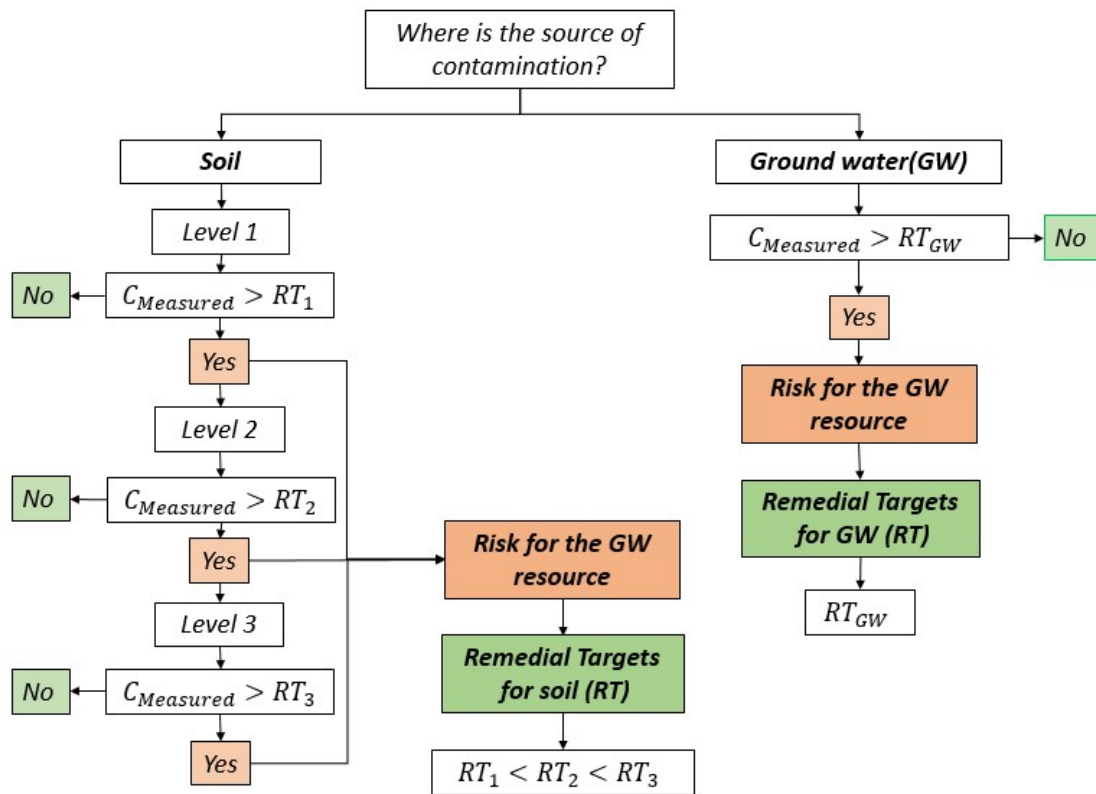 Where is the source of
contamination?
Soil
Level 1
No
C_Measured > RT_1
Yes
Level 2
No
C_Measured > RT_2
Yes
Level 3
No
C_Measured > RT_3
Yes
Risk for the GW
resource
Remedial Targets
for soil (RT)
RT_1 < RT_2 < RT_3
Ground water(GW)
C_Measured > RT_GW
No
Yes
Risk for the GW
resource
Remedial Targets
for GW (RT)
RT_GW